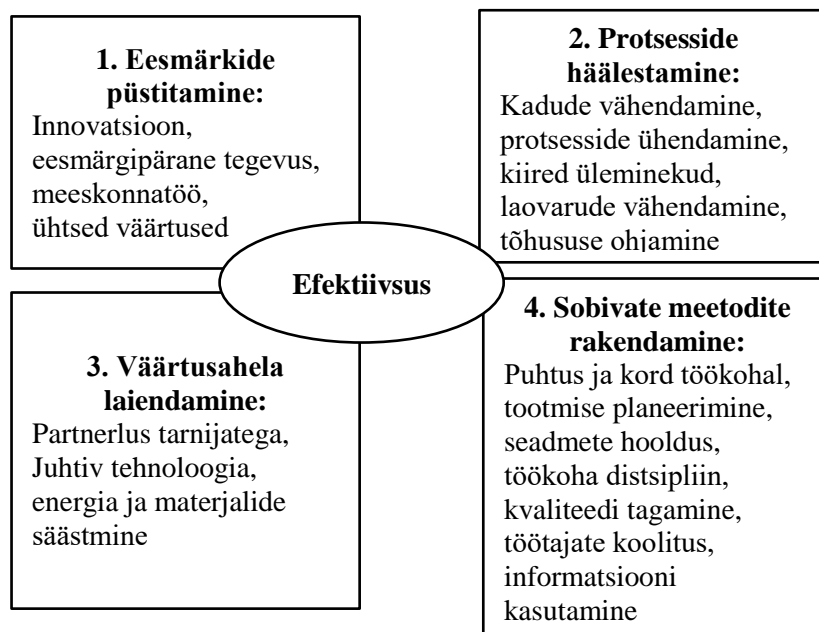 1. Eesmärkide
püstitamine:
Innovatsioon,
eesmärgipärane tegevus,
meeskonnatöö,
ühtsed väärtused
2. Protsesside
häälestamine:
Kadude vähendamine,
protsesside ühendamine,
kiired üleminekud,
laovarude vähendamine,
tõhususe ohjamine
Efektiivsus
3. Väärtusahela
laiendamine:
Partnerlus tarnijatega,
Juhtiv tehnoloogia,
energia ja materjalide
säästmine
4. Sobivate meetodite
rakendamine:
Puhtus ja kord töökohal,
tootmise planeerimine,
seadmete hooldus,
töökoha distsipliin,
kvaliteedi tagamine,
töötajate koolitus,
informatsiooni
kasutamine